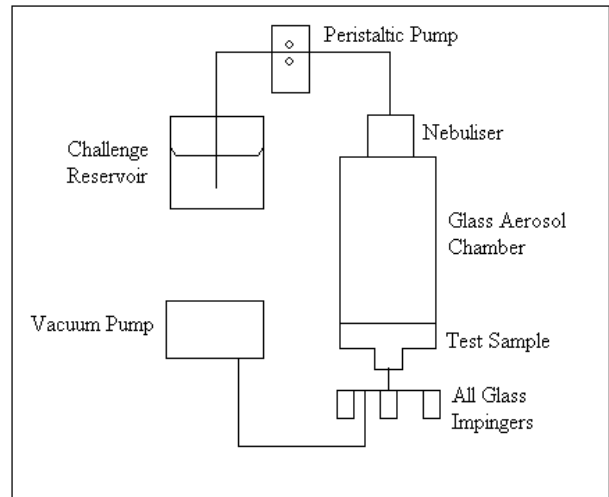 Peristaltic Pump
Nebuliser
Challenge
Reservoir
Glass Aerosol
Chamber
Vacuum Pump
Test Sample
All Glass
Impingers